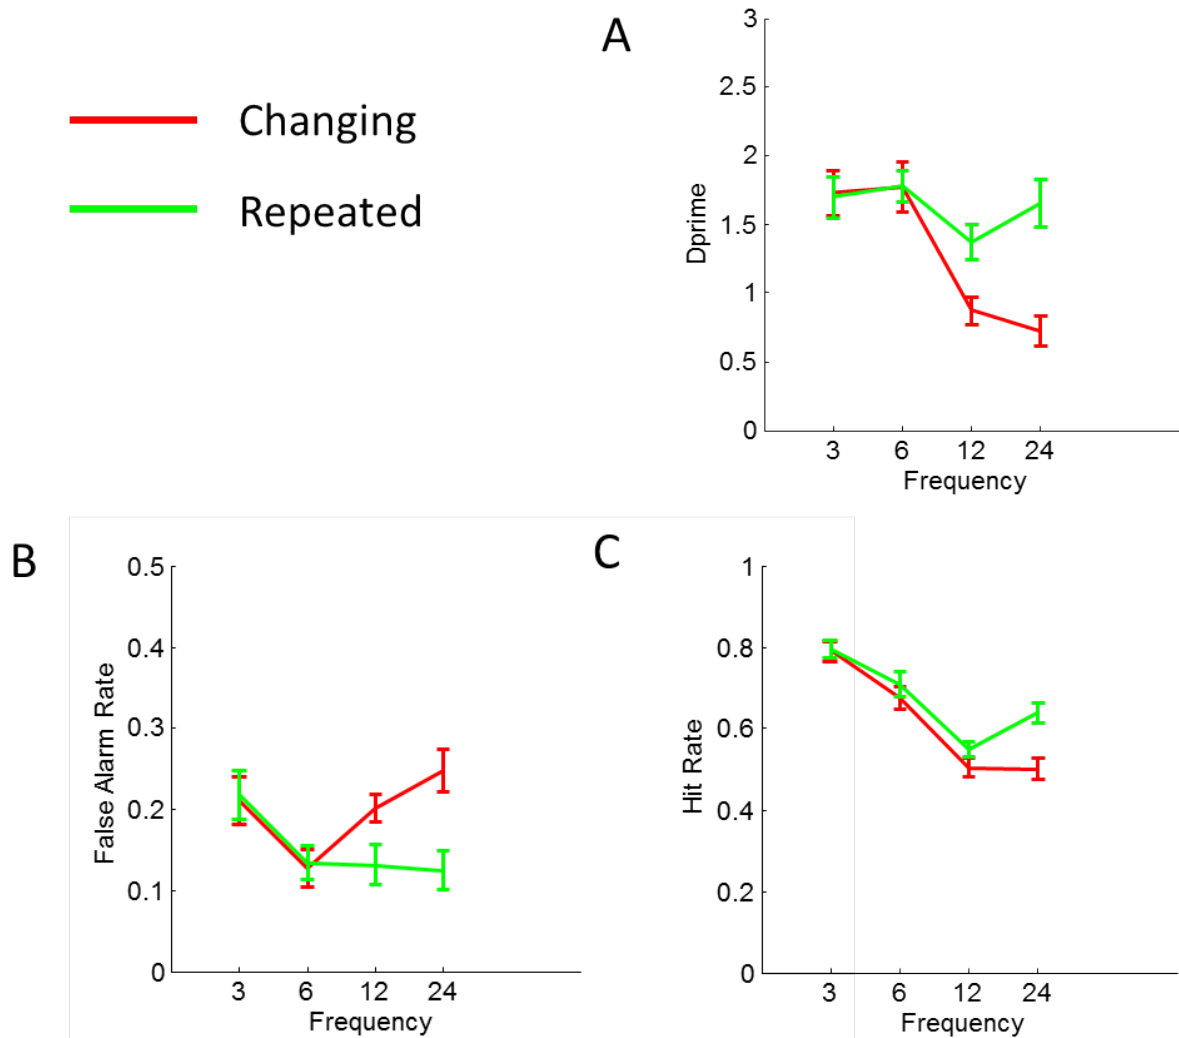 Changing
Repeated
A
3
2.5
2
1.5
1
0.5
0
Dprime
3 6 12 24
Frequency
B
0.5
0.4
0.3
0.2
0.1
0
False Alarm Rate
3 6 12 24
Frequency
C
1
0.8
0.6
0.4
0.2
0
Hit Rate
3 6 12 24
Frequency